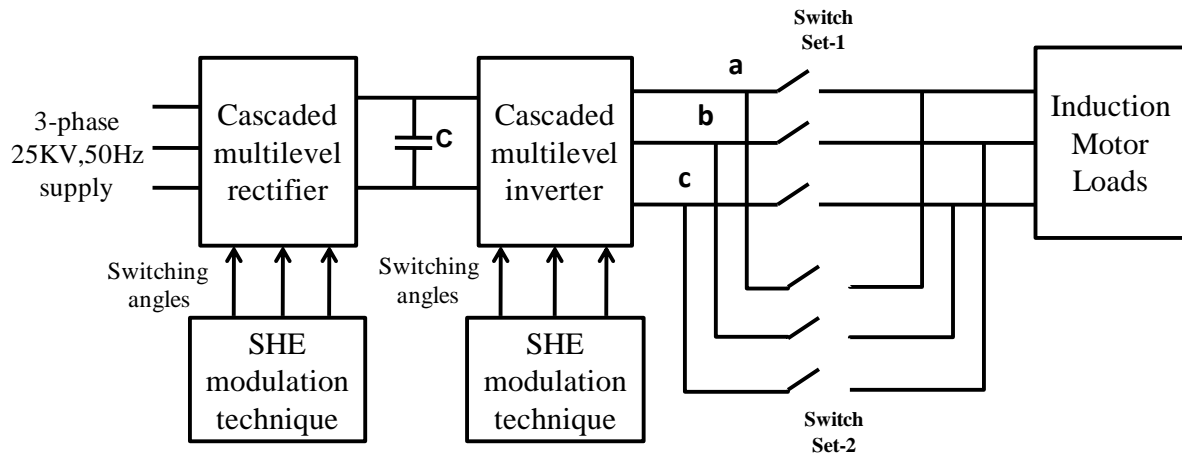 3-phase
25KV,50Hz
supply
Cascaded
multilevel
rectifier
C
Cascaded
multilevel
inverter
a
b
c
Switch
Set-1
Induction
Motor
Loads
Switching
angles
Switching
angles
SHE
modulation
technique
SHE
modulation
technique
Switch
Set-2